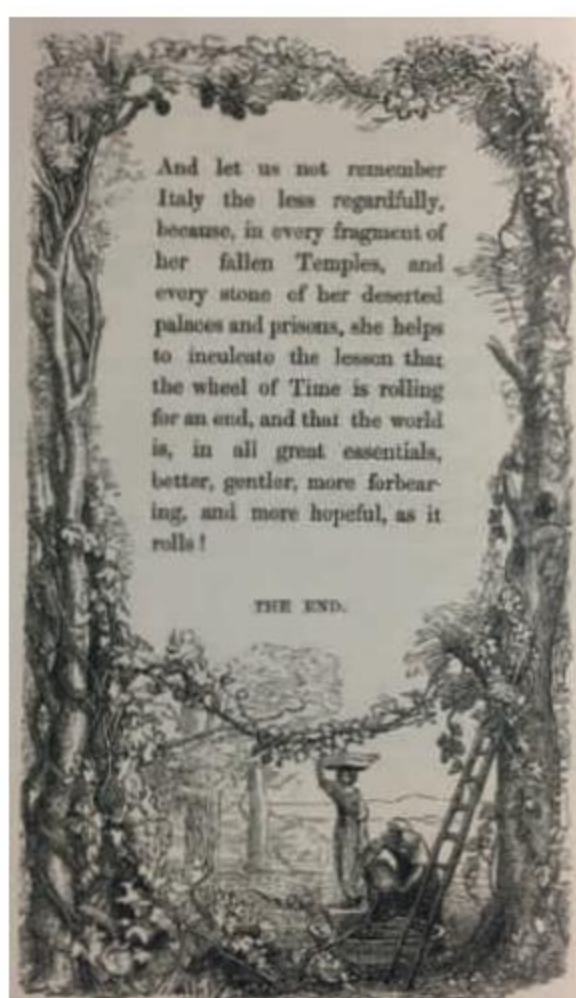 And let us not remember
Italy the less regardfully,
because, in every fragment of
her fallen Temples, and
every stone of her deserted
palaces and prisons, she helps
to inculcate the lesson that
the wheel of Time is rolling
for an end, and that the world
is, in all great essentials,
better, gentler, more forbear-
ing, and more hopeful, as it
rolls!
THE END.